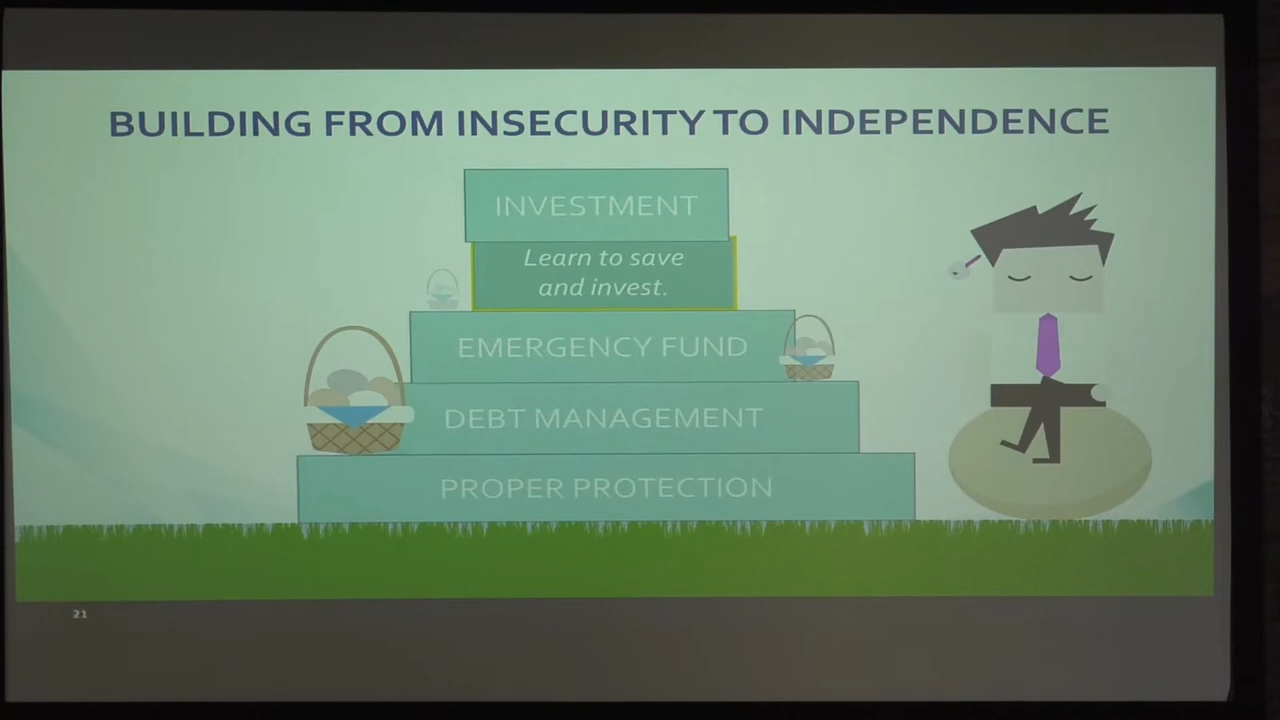 BUILDING FROM INSECURITY TO INDEPENDENCE
INVESTMENT
Learn to save
and invest.
EMERGENCY FUND
DEBT MANAGEMENT
PROPER PROTECTION
21